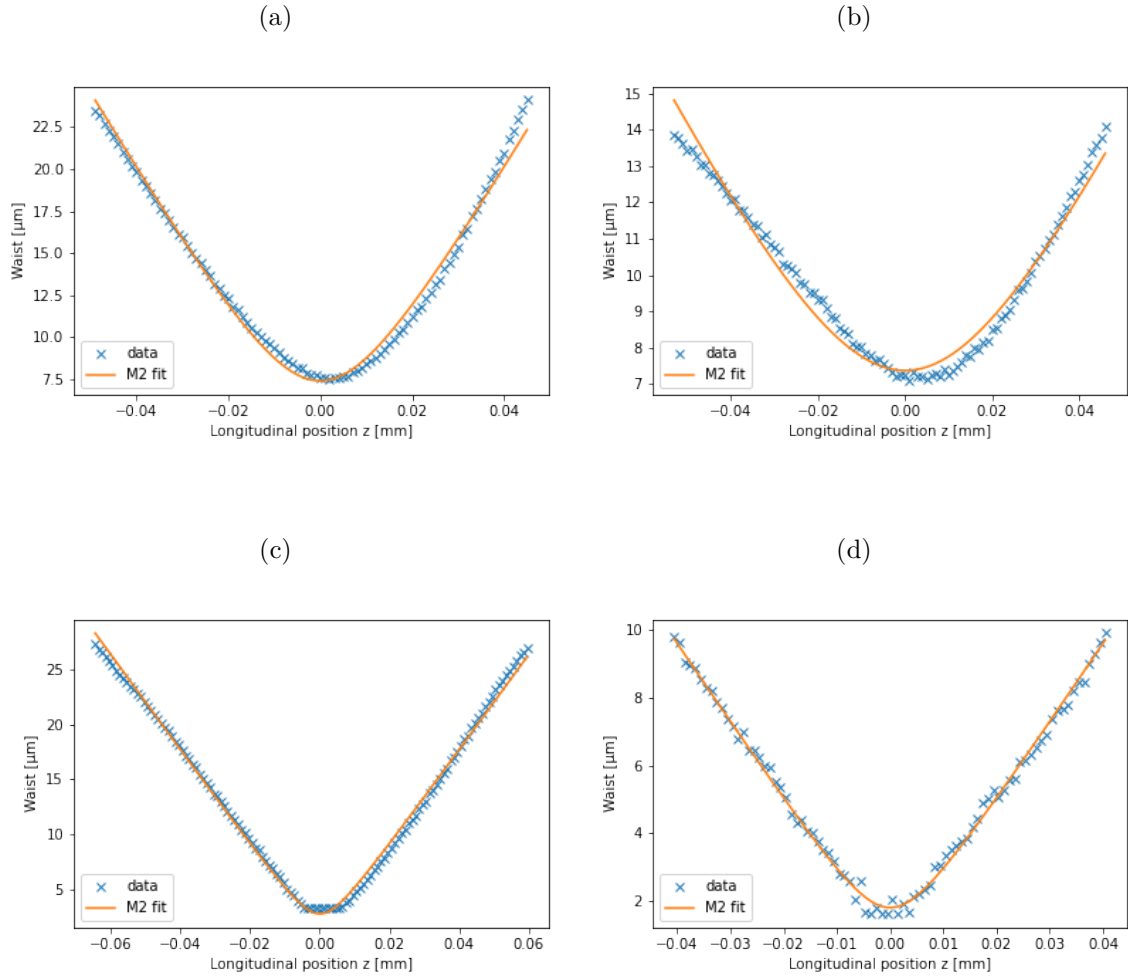 (a)
(b)
22.5
20.0
17.5
15.0
12.5
10.0
7.5
Waist [µm]
data
M2 fit
−0.04
−0.02
0.00
0.02
0.04
Longitudinal position z [mm]
15
14
13
12
11
10
9
8
7
Waist [µm]
data
M2 fit
−0.04
−0.02
0.00
0.02
0.04
Longitudinal position z [mm]
(c)
(d)
25
20
15
10
5
Waist [µm]
data
M2 fit
−0.06
−0.04
−0.02
0.00
0.02
0.04
0.06
Longitudinal position z [mm]
10
8
6
4
2
Waist [µm]
data
M2 fit
−0.04
−0.03
−0.02
−0.01
0.00
0.01
0.02
0.03
0.04
Longitudinal position z [mm]